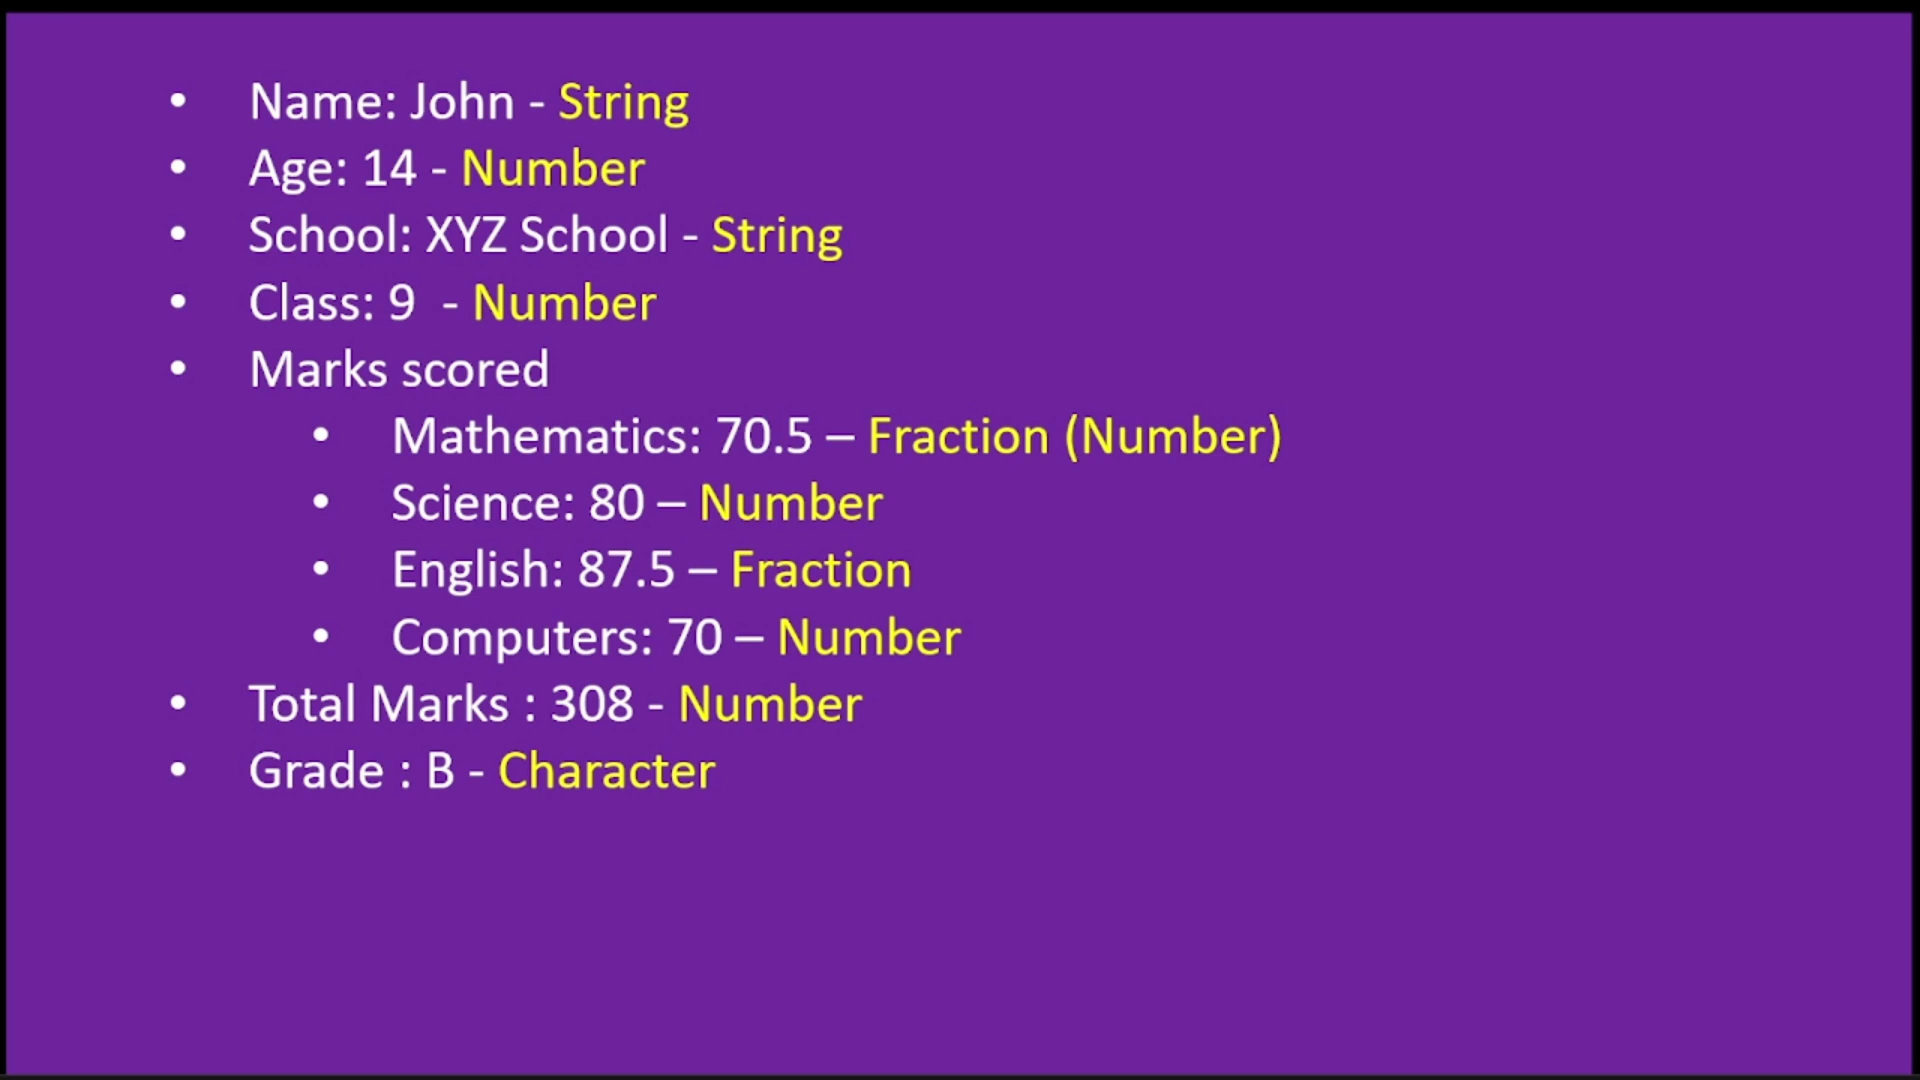 • Name: John - String
• Age: 14 - Number
• School: XYZ School - String
• Class: 9  - Number
• Marks scored
• Mathematics: 70.5 – Fraction (Number)
• Science: 80 – Number
• English: 87.5 – Fraction
• Computers: 70 – Number
• Total Marks : 308 - Number
• Grade : B - Character